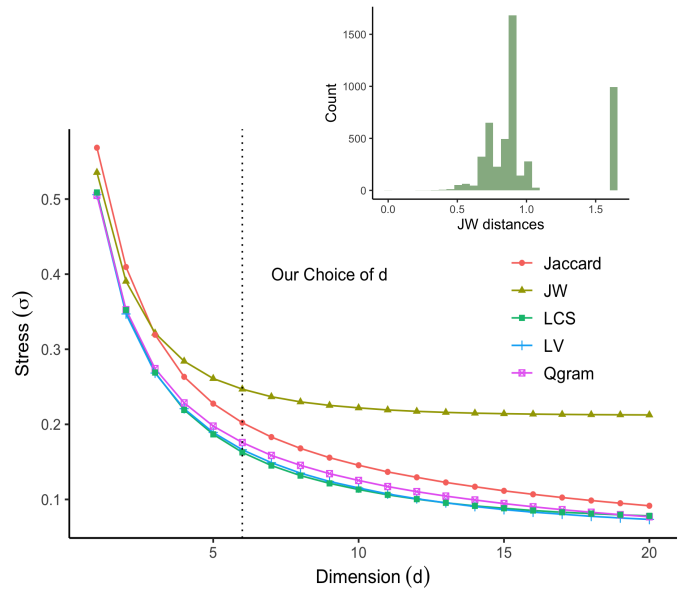 1500
1000
500
0
Count
0.0 0.5 1.0 1.5
JW distances
0.5
0.4
0.3
0.2
0.1
Stress (σ)
Our Choice of d
Jaccard
JW
LCS
LV
Qgram
5 10 15 20
Dimension (d)